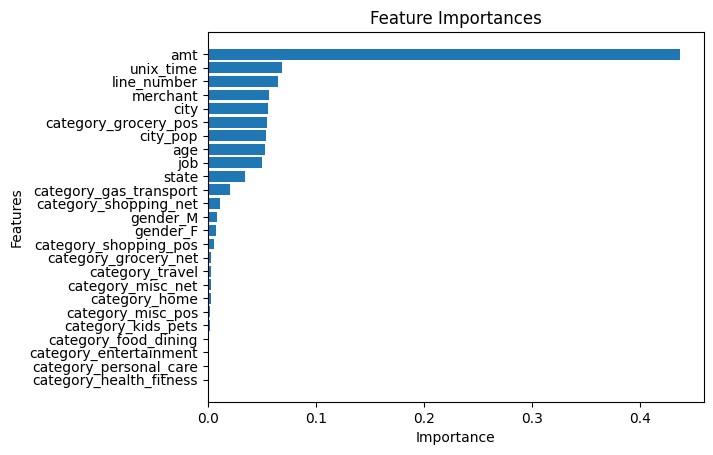 Feature Importances
amt
unix_time
line_number
merchant
city
category_grocery_pos
city_pop
age
job
state
category_gas_transport
category_shopping_net
gender_M
gender_F
category_shopping_pos
category_grocery_net
category_travel
category_misc_net
category_home
category_misc_pos
category_kids_pets
category_food_dining
category_entertainment
category_personal_care
category_health_fitness
Features
0.0 0.1 0.2 0.3 0.4
Importance